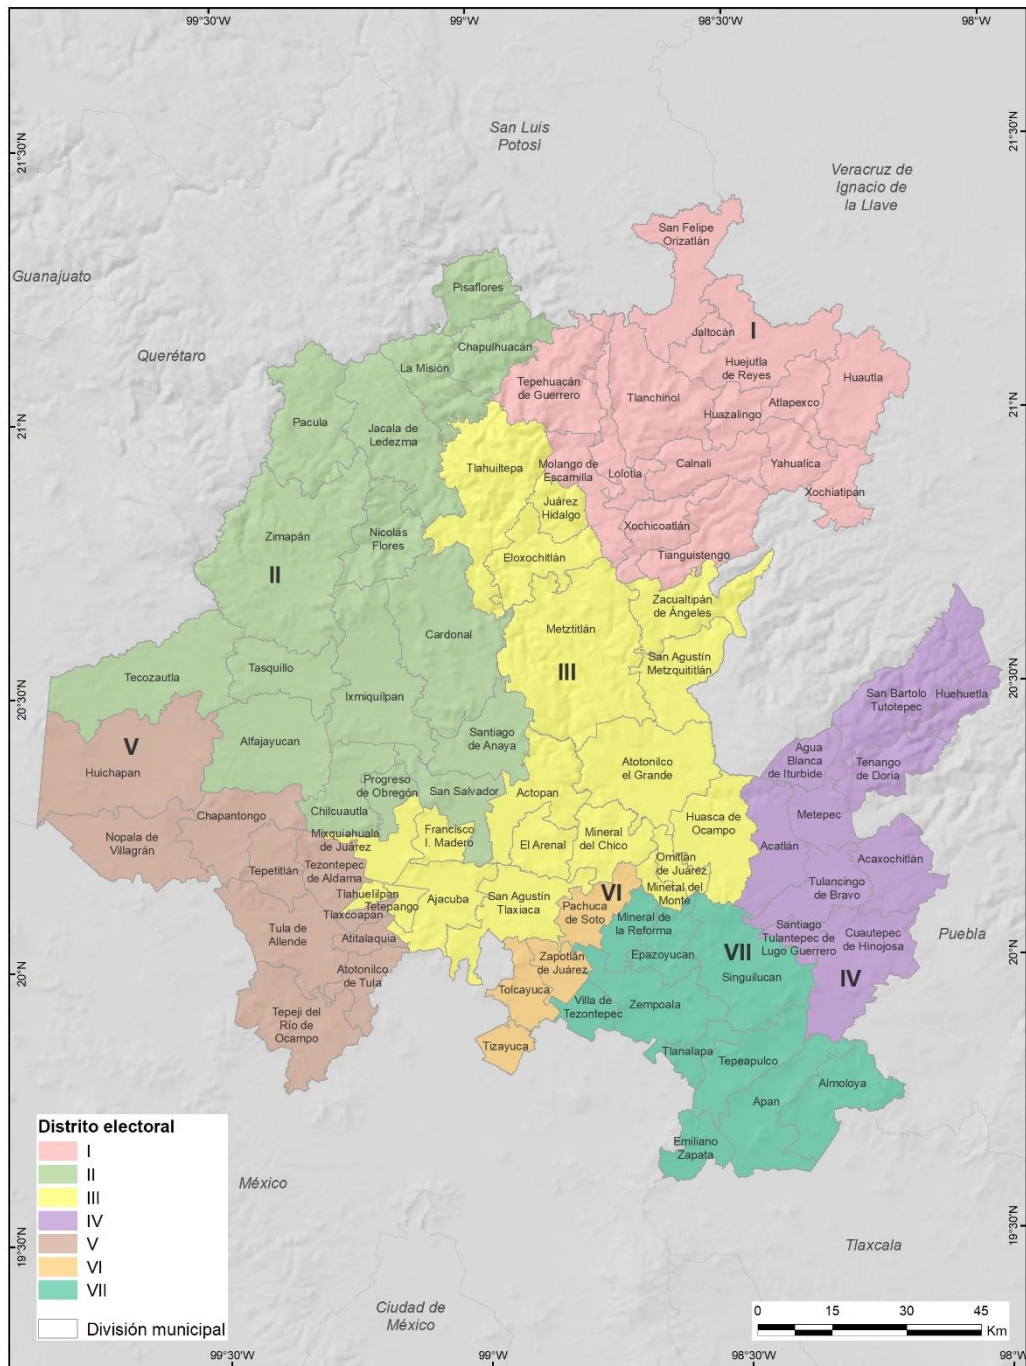 99°30'W
99°W
98°30'W
98°W
21°30'N
21°30'N
San Luis
Potosí
Veracruz de
Ignacio de
la Llave
San Felipe
Orizatlán
Guanajuato
Pisaflores
Querétaro
Jaltocán
I
Chapulhuacán
La Misión
Huejutla
de Reyes
Huautla
Tepehuacán
de Guerrero
Tlanchinol
Atlapexco
Huazalingo
21°N
21°N
Pacula
Jacala de
Ledezma
Tlahuiltepa
Molango de
Escamilla
Lolotla
Calnali
Yahualica
Xochiatipan
Juárez
Hidalgo
Xochicoatlán
Zimapán
Nicolás
Flores
Eloxochitlán
Tianguistengo
II
Zacualtipán
de Ángeles
Metztitlán
Cardonal
San Agustín
Metzquititlán
Tecozautla
Tasquillo
III
20°30'N
20°30'N
Ixmiquilpan
San Bartolo
Tutotepec
Huehuetla
Santiago
de Anaya
Alfajayucan
V
Huichapan
Agua
Blanca
de Iturbide
Tenango
de Doria
Atotonilco
el Grande
Progreso
de Obregón
San Salvador
Actopan
Chilcuautla
Chapantongo
Metepec
Huasca de
Ocampo
Mixquiahuala
de Juárez
Francisco
I. Madero
El Arenal
Mineral
del Chico
Nopala de
Villagrán
Acatlán
Acaxochitlán
Omitlán
de Juárez
Tepetitlán
Tezontepec
de Aldama
Tulancingo
de Bravo
Tlahuelilpan
Tetepango
Ajacuba
San Agustín
Tlaxiaca
VI
Mineral del
Monte
Pachuca
de Soto
Tlaxcoapan
Mineral de
la Reforma
Santiago
Tulantepec de
Lugo Guerrero
Cuautepec
de Hinojosa
Puebla
Tula de
Allende
Atitalaquia
VII
Epazoyucan
Zapotlán
de Juárez
20°N
20°N
Atotonilco
de Tula
Singuilucan
IV
Tolcayuca
Villa de
Tezontepec
Zempoala
Tepeji del
Río de
Ocampo
Tizayuca
Tlanalapa
Tepeapulco
Almoloya
Apan
Emiliano
Zapata
Distrito electoral
I
II
III
IV
V
VI
VII
División municipal
México
Tlaxcala
19°30'N
19°30'N
Ciudad de
México
0 15 30 45
Km
99°30'W
99°W
98°30'W
98°W